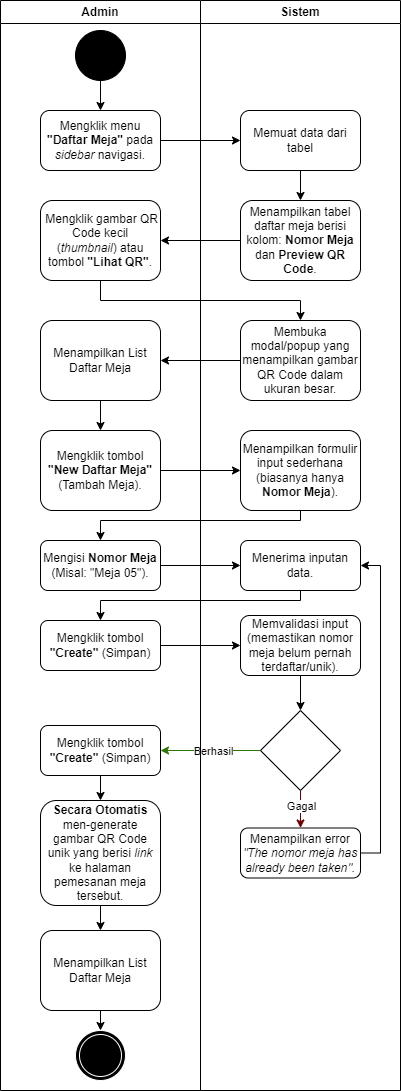 Admin
Sistem
Mengklik menu
"Daftar Meja" pada
sidebar navigasi.
Memuat data dari
tabel
Mengklik gambar QR
Code kecil
(thumbnail) atau
tombol "Lihat QR".
Menampilkan tabel
daftar meja berisi
kolom: Nomor Meja
dan Preview QR
Code.
Menampilkan List
Daftar Meja
Membuka
modal/popup yang
menampilkan gambar
QR Code dalam
ukuran besar.
Mengklik tombol
"New Daftar Meja"
(Tambah Meja).
Menampilkan formulir
input sederhana
(biasanya hanya
Nomor Meja).
Mengisi Nomor Meja
(Misal: "Meja 05").
Menerima inputan
data.
Mengklik tombol
"Create" (Simpan)
Memvalidasi input
(memastikan nomor
meja belum pernah
terdaftar/unik).
Mengklik tombol
"Create" (Simpan)
Berhasil
Gagal
Secara Otomatis
men-generate
gambar QR Code
unik yang berisi link
ke halaman
pemesanan meja
tersebut.
Menampilkan error
"The nomor meja has
already been taken".
Menampilkan List
Daftar Meja